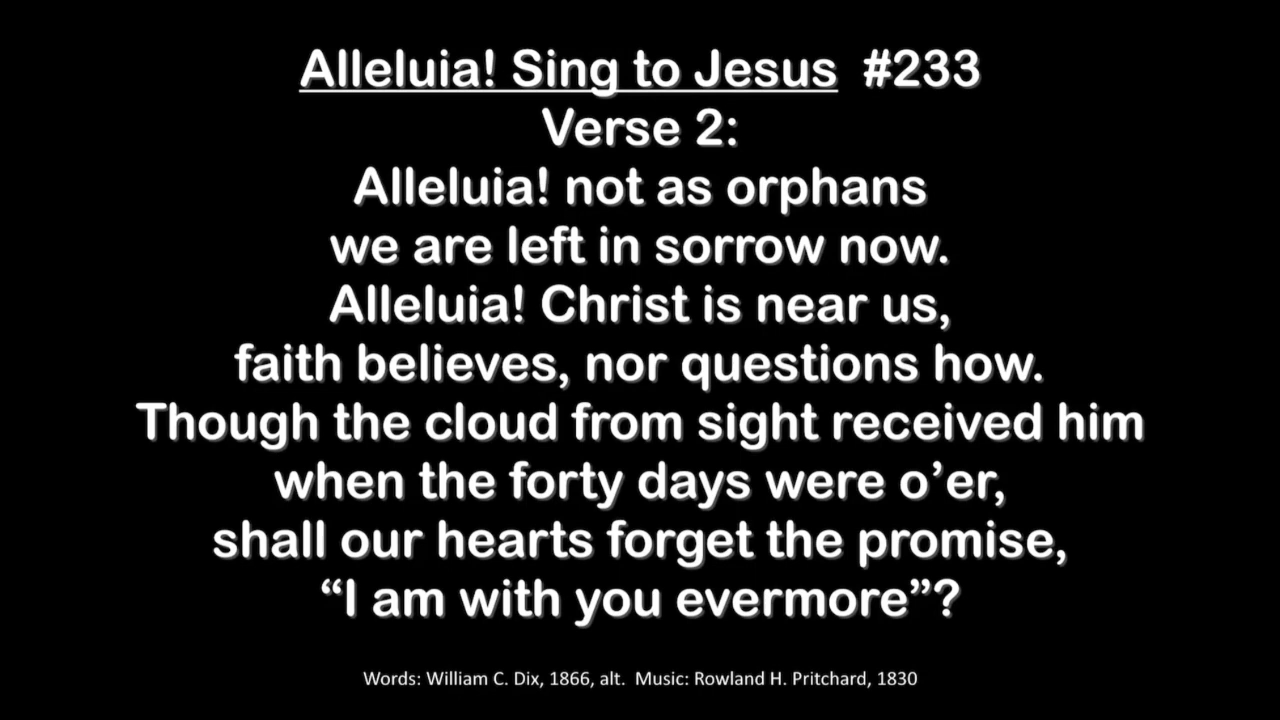 Alleluia! Sing to Jesus #233
Verse 2:
Alleluia! not as orphans
we are left in sorrow now.
Alleluia! Christ is near us,
faith believes, nor questions how.
Though the cloud from sight received him
when the forty days were o’er,
shall our hearts forget the promise,
“I am with you evermore”?
Words: William C. Dix, 1866, alt. Music: Rowland H. Pritchard, 1830